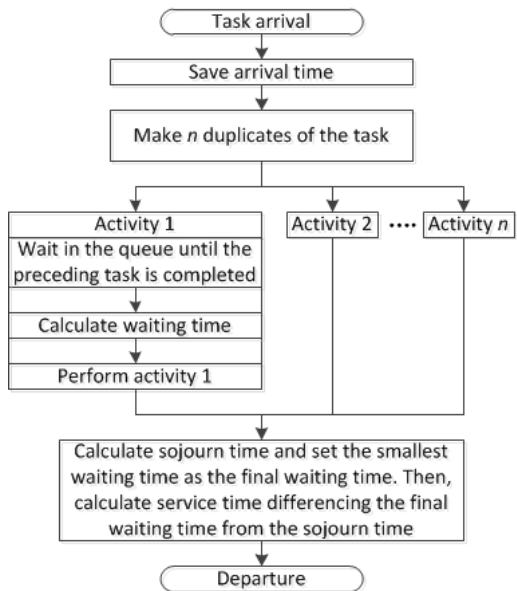 Task arrival
Save arrival time
Make n duplicates of the task
Activity 1
Activity 2
••••
Activity n
Wait in the queue until the
preceding task is completed
Calculate waiting time
Perform activity 1
Calculate sojourn time and set the smallest
waiting time as the final waiting time. Then,
calculate service time differencing the final
waiting time from the sojourn time
Departure